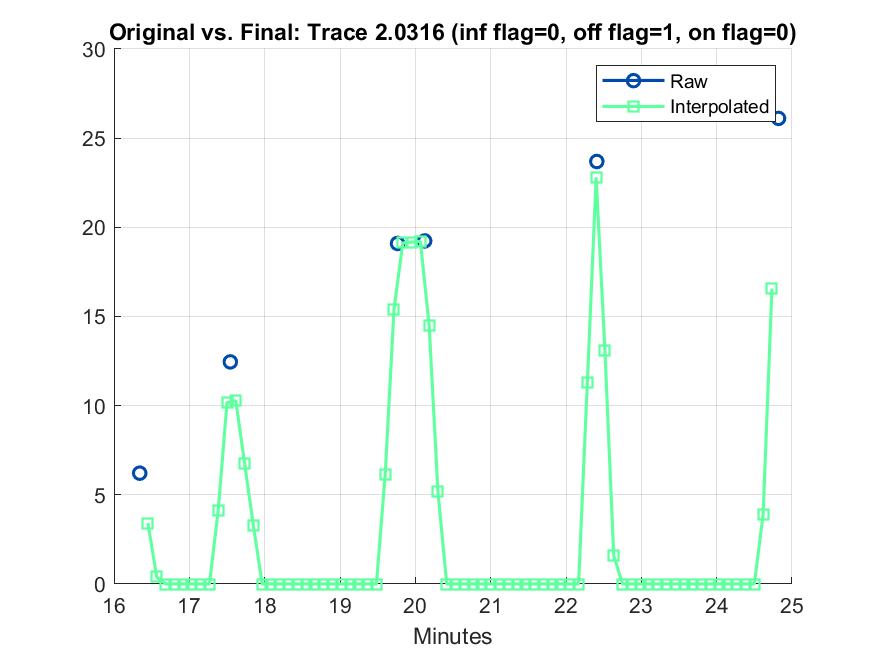 Original vs. Final: Trace 2.0316 (inf flag=0, off flag=1, on flag=0)
30
25
20
15
10
5
0
Raw
Interpolated
16 17 18 19 20 21 22 23 24 25
Minutes